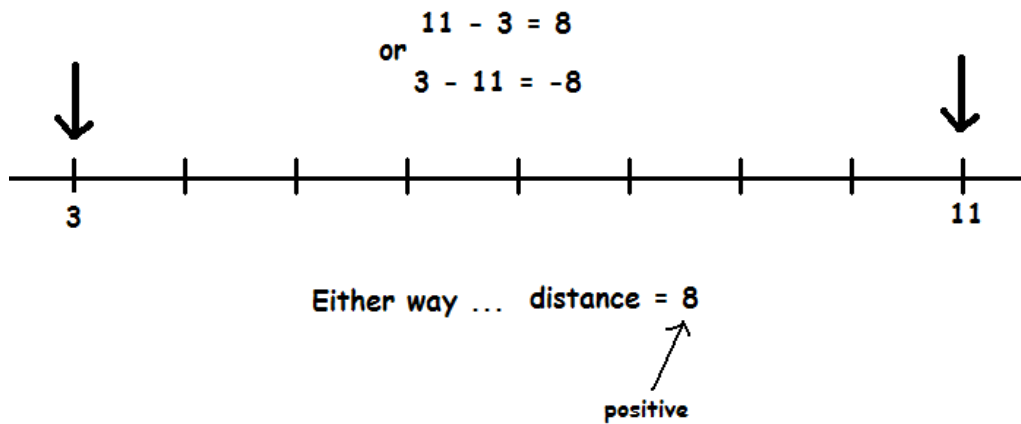 11 - 3 = 8
or
3 - 11 = -8
3
11
Either way ... distance = 8
positive